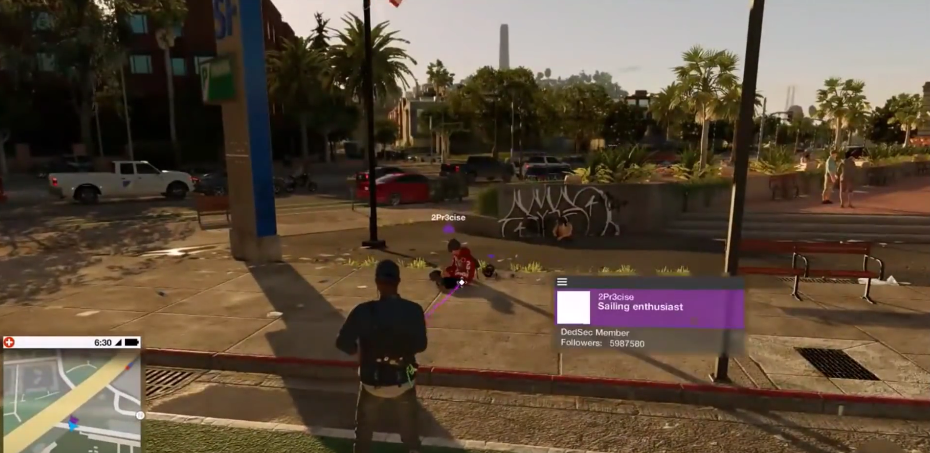 SF
2Pr3cise
2Pr3cise
Sailing enthusiast
DedSec Member
Followers: 5987580
6:30